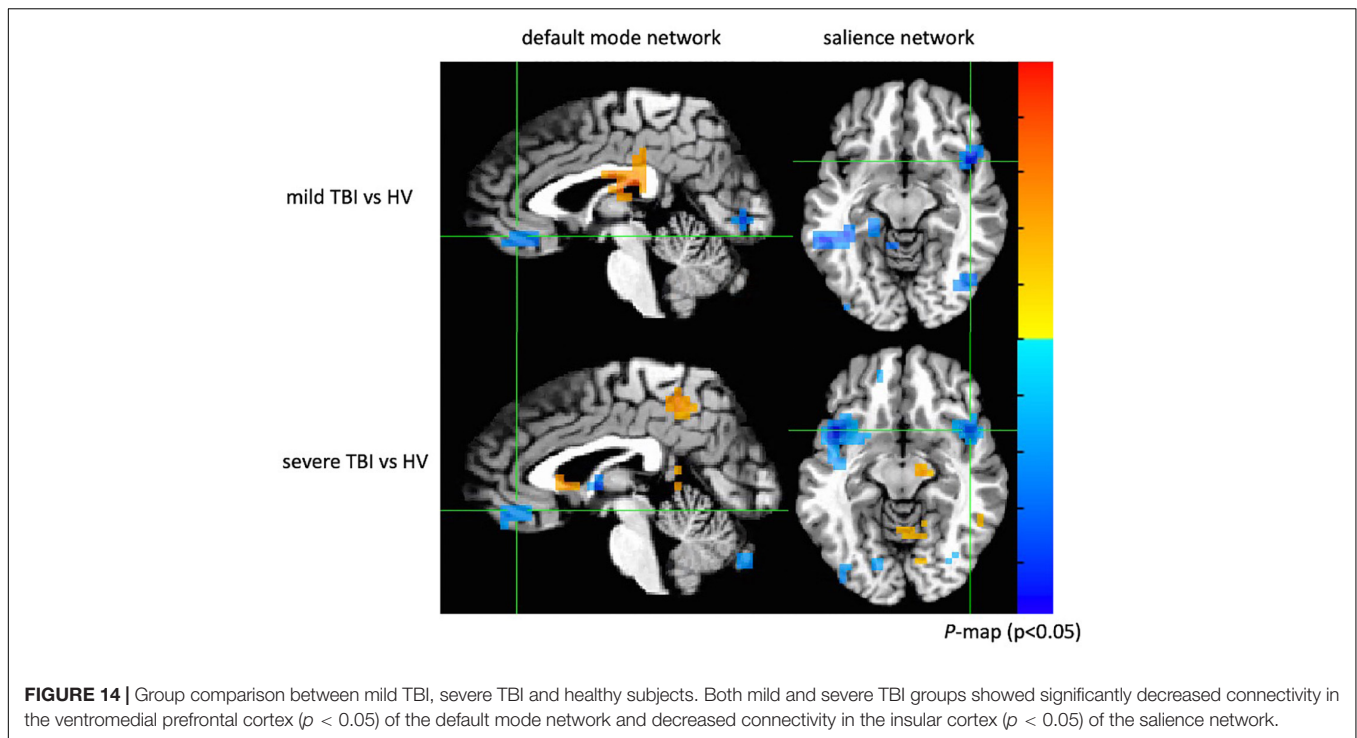 default mode network
salience network
mild TBI vs HV
severe TBI vs HV
P-map (p<0.05)
FIGURE 14 | Group comparison between mild TBI, severe TBI and healthy subjects. Both mild and severe TBI groups showed significantly decreased connectivity in
the ventromedial prefrontal cortex (p < 0.05) of the default mode network and decreased connectivity in the insular cortex (p < 0.05) of the salience network.